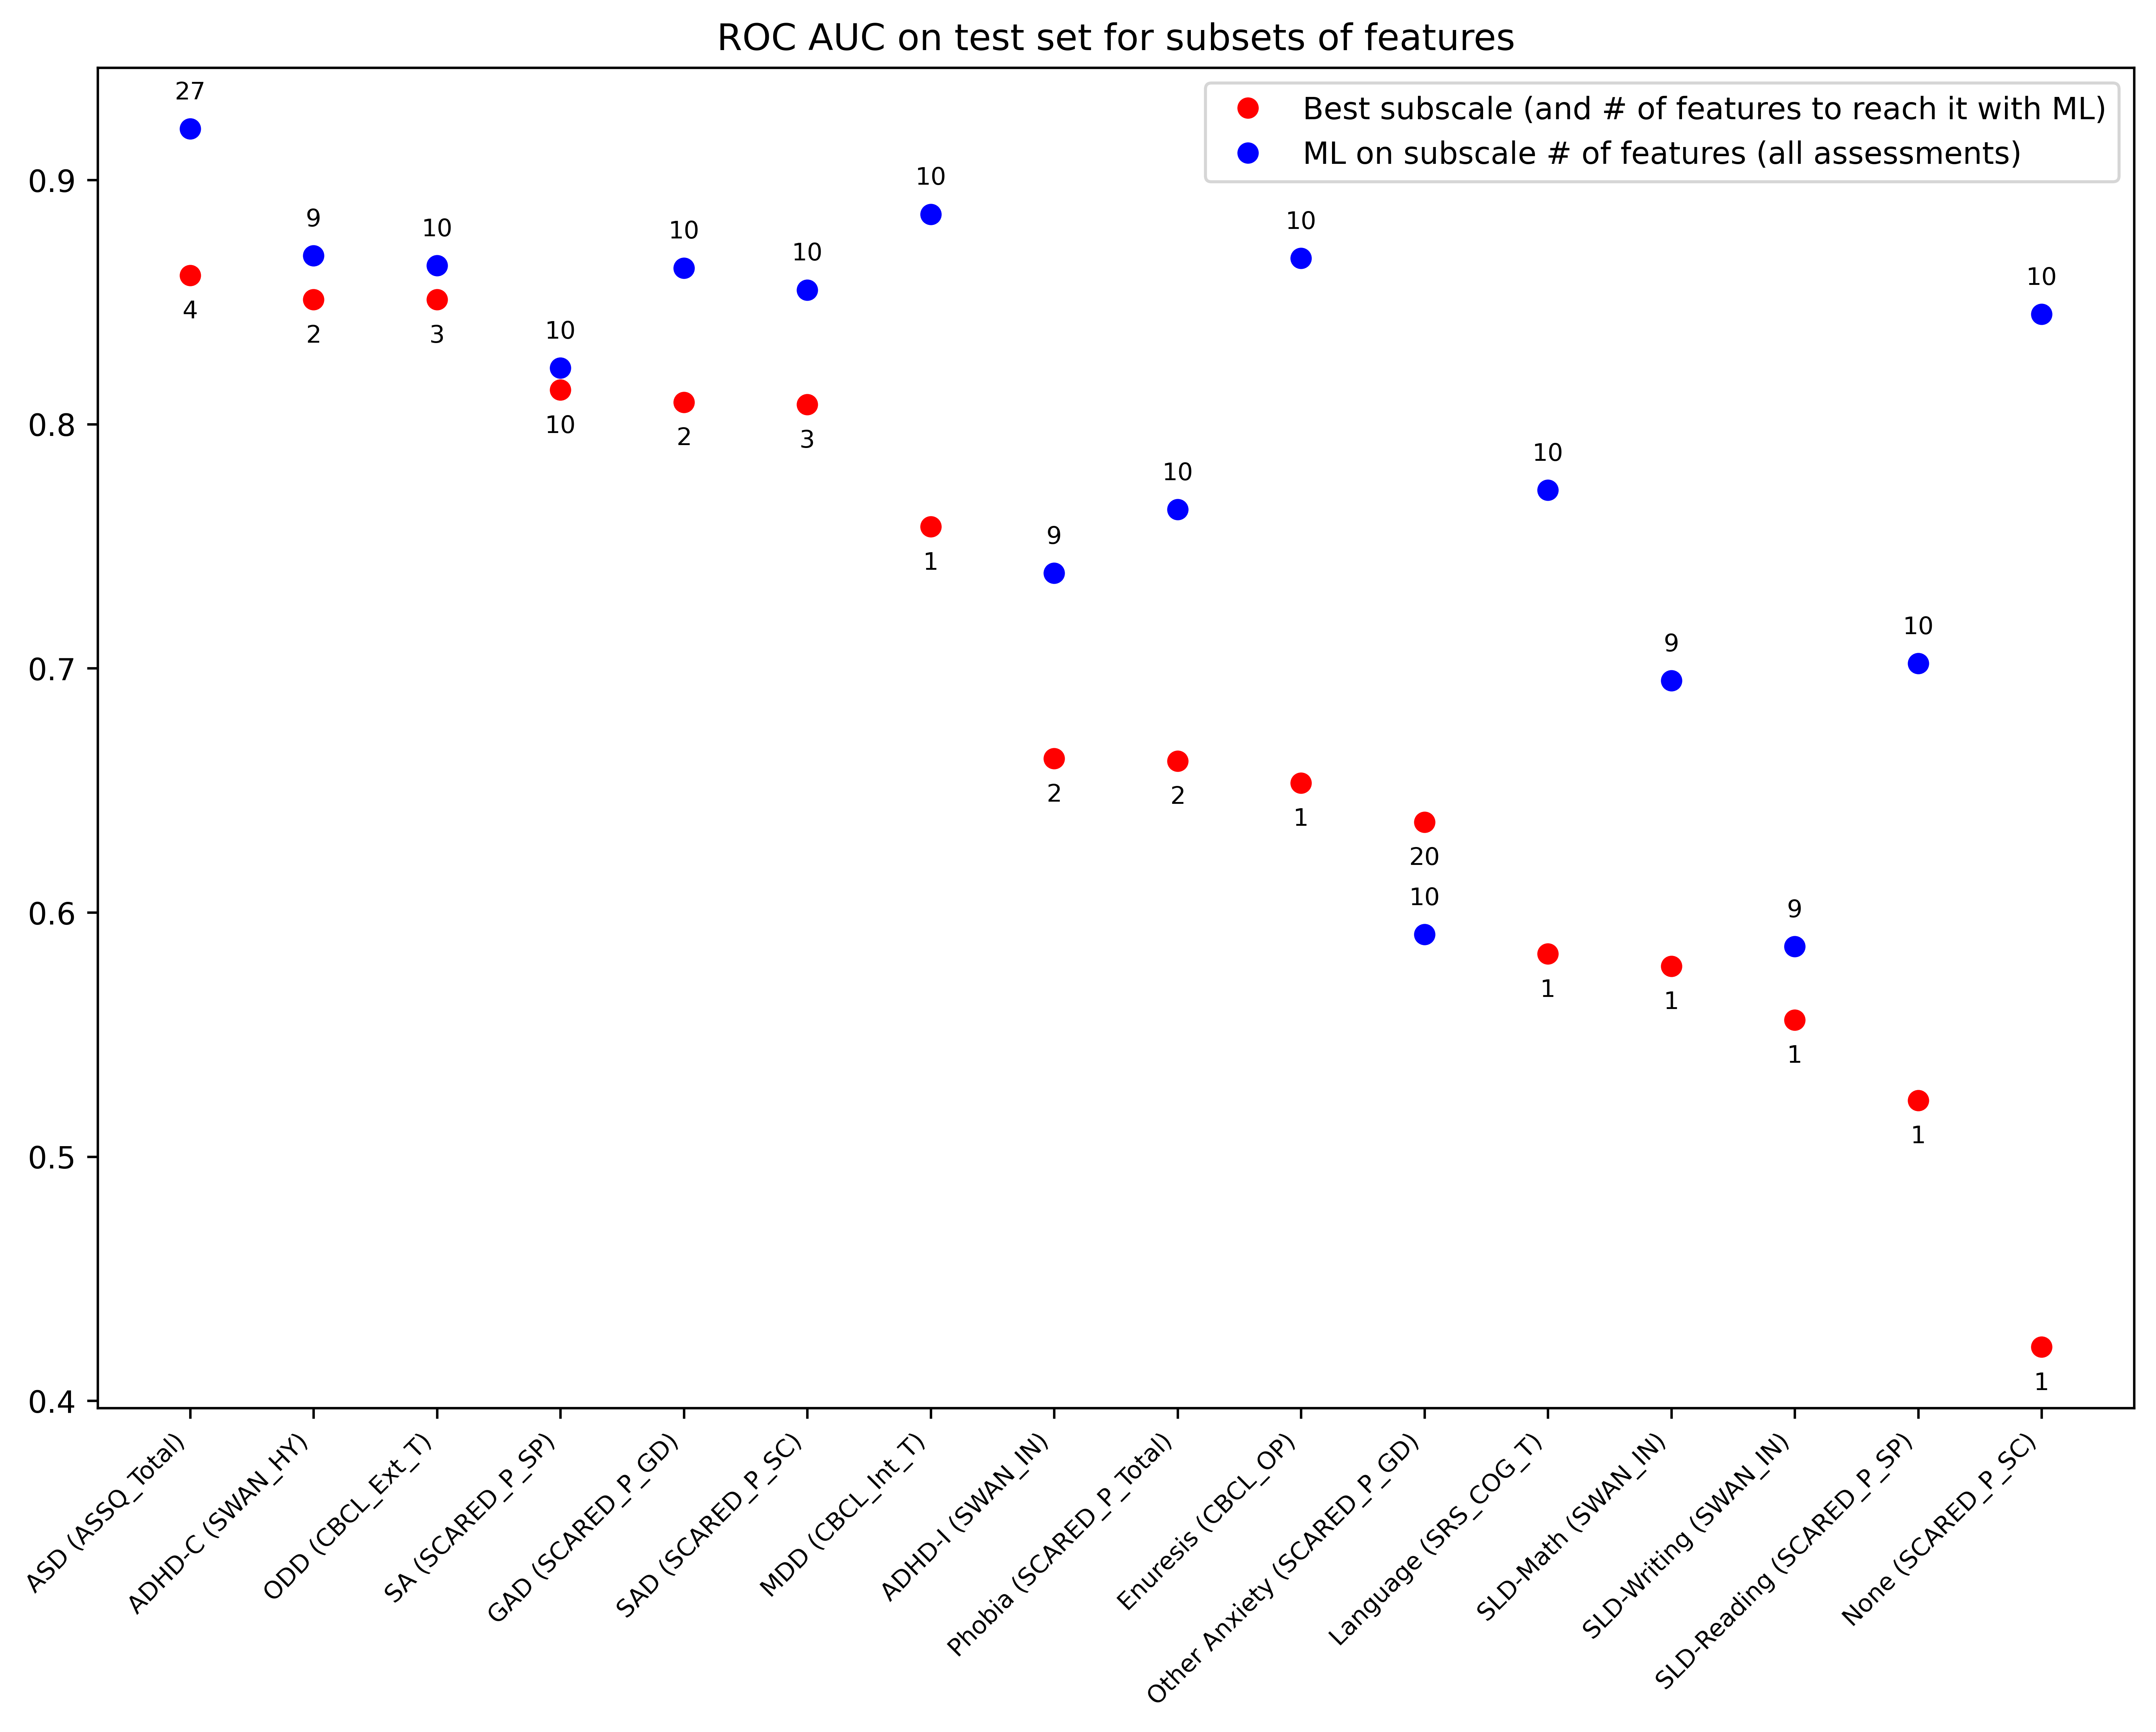 ROC AUC on test set for subsets of features
Best subscale (and # of features to reach it with ML)
ML on subscale # of features (all assessments)
0.9
0.8
0.7
0.6
0.5
0.4
27
4
9
2
10
3
10
10
10
2
10
3
10
1
9
2
10
2
10
1
20
10
10
1
9
1
9
1
10
1
10
1
ASD (ASSQ_Total)
ADHD-C (SWAN_HY)
ODD (CBCL_Ext_T)
SA (SCARED_P_SP)
GAD (SCARED_P_GD)
SAD (SCARED_P_SC)
MDD (CBCL_Int_T)
ADHD-I (SWAN_IN)
Phobia (SCARED_P_Total)
Enuresis (CBCL_OP)
Other Anxiety (SCARED_P_GD)
Language (SRS_COG_T)
SLD-Math (SWAN_IN)
SLD-Writing (SWAN_IN)
SLD-Reading (SCARED_P_SP)
None (SCARED_P_SC)